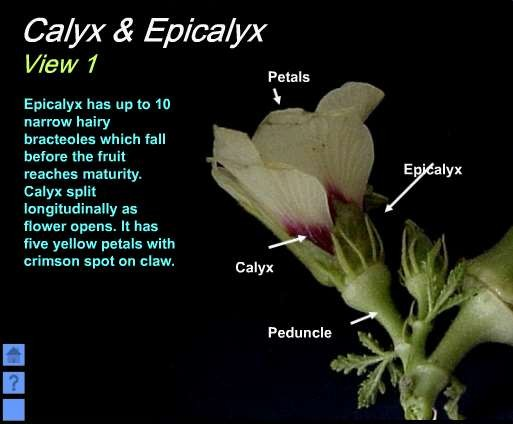 Calyx & Epicalyx
View 1
Petals
Epicalyx has up to 10
narrow hairy
bracteoles which fall
before the fruit
reaches maturity.
Calyx split
longitudinally as
flower opens. It has
five yellow petals with
crimson spot on claw.
Epicalyx
Calyx
Peduncle
?